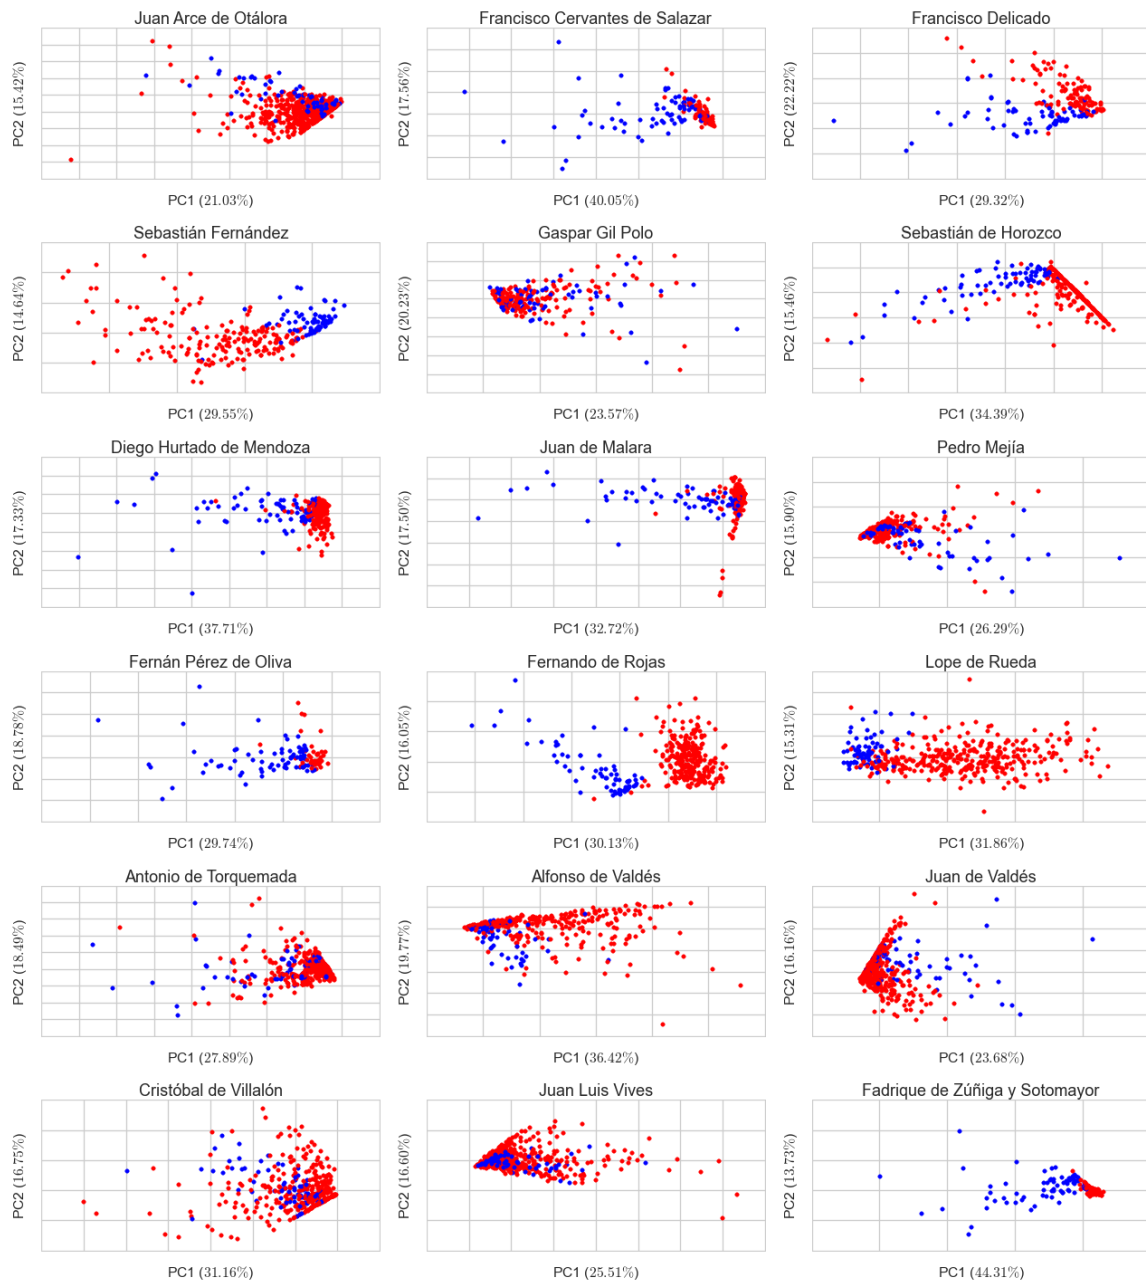 Juan Arce de Otálora
PC2 (15.42%)
PC1 (21.03%)
Francisco Cervantes de Salazar
PC2 (17.56%)
PC1 (40.05%)
Francisco Delicado
PC2 (22.22%)
PC1 (29.32%)
Sebastián Fernández
PC2 (14.64%)
PC1 (29.55%)
Gaspar Gil Polo
PC2 (20.23%)
PC1 (23.57%)
Sebastián de Horozco
PC2 (15.46%)
PC1 (34.39%)
Diego Hurtado de Mendoza
PC2 (17.33%)
PC1 (37.71%)
Juan de Malara
PC2 (17.50%)
PC1 (32.72%)
Pedro Mejía
PC2 (15.90%)
PC1 (26.29%)
Fernán Pérez de Oliva
PC2 (18.78%)
PC1 (29.74%)
Fernando de Rojas
PC2 (16.05%)
PC1 (30.13%)
Lope de Rueda
PC2 (15.31%)
PC1 (31.86%)
Antonio de Torquemada
PC2 (18.49%)
PC1 (27.89%)
Alfonso de Valdés
PC2 (19.77%)
PC1 (36.42%)
Juan de Valdés
PC2 (16.16%)
PC1 (23.68%)
Cristóbal de Villalón
PC2 (16.75%)
PC1 (31.16%)
Juan Luis Vives
PC2 (16.60%)
PC1 (25.51%)
Fadrique de Zúñiga y Sotomayor
PC2 (13.73%)
PC1 (44.31%)